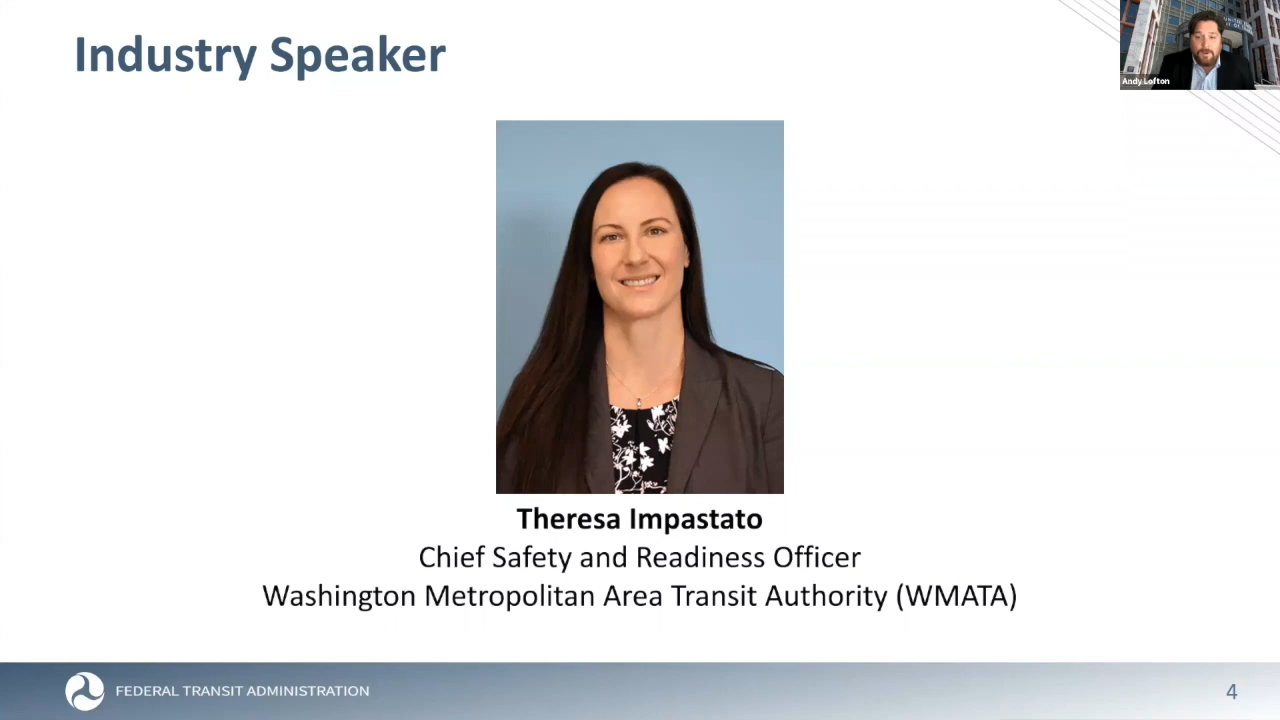 Industry Speaker
Andy Lofton
Theresa Impastato
Chief Safety and Readiness Officer
Washington Metropolitan Area Transit Authority (WMATA)
FEDERAL TRANSIT ADMINISTRATION
4